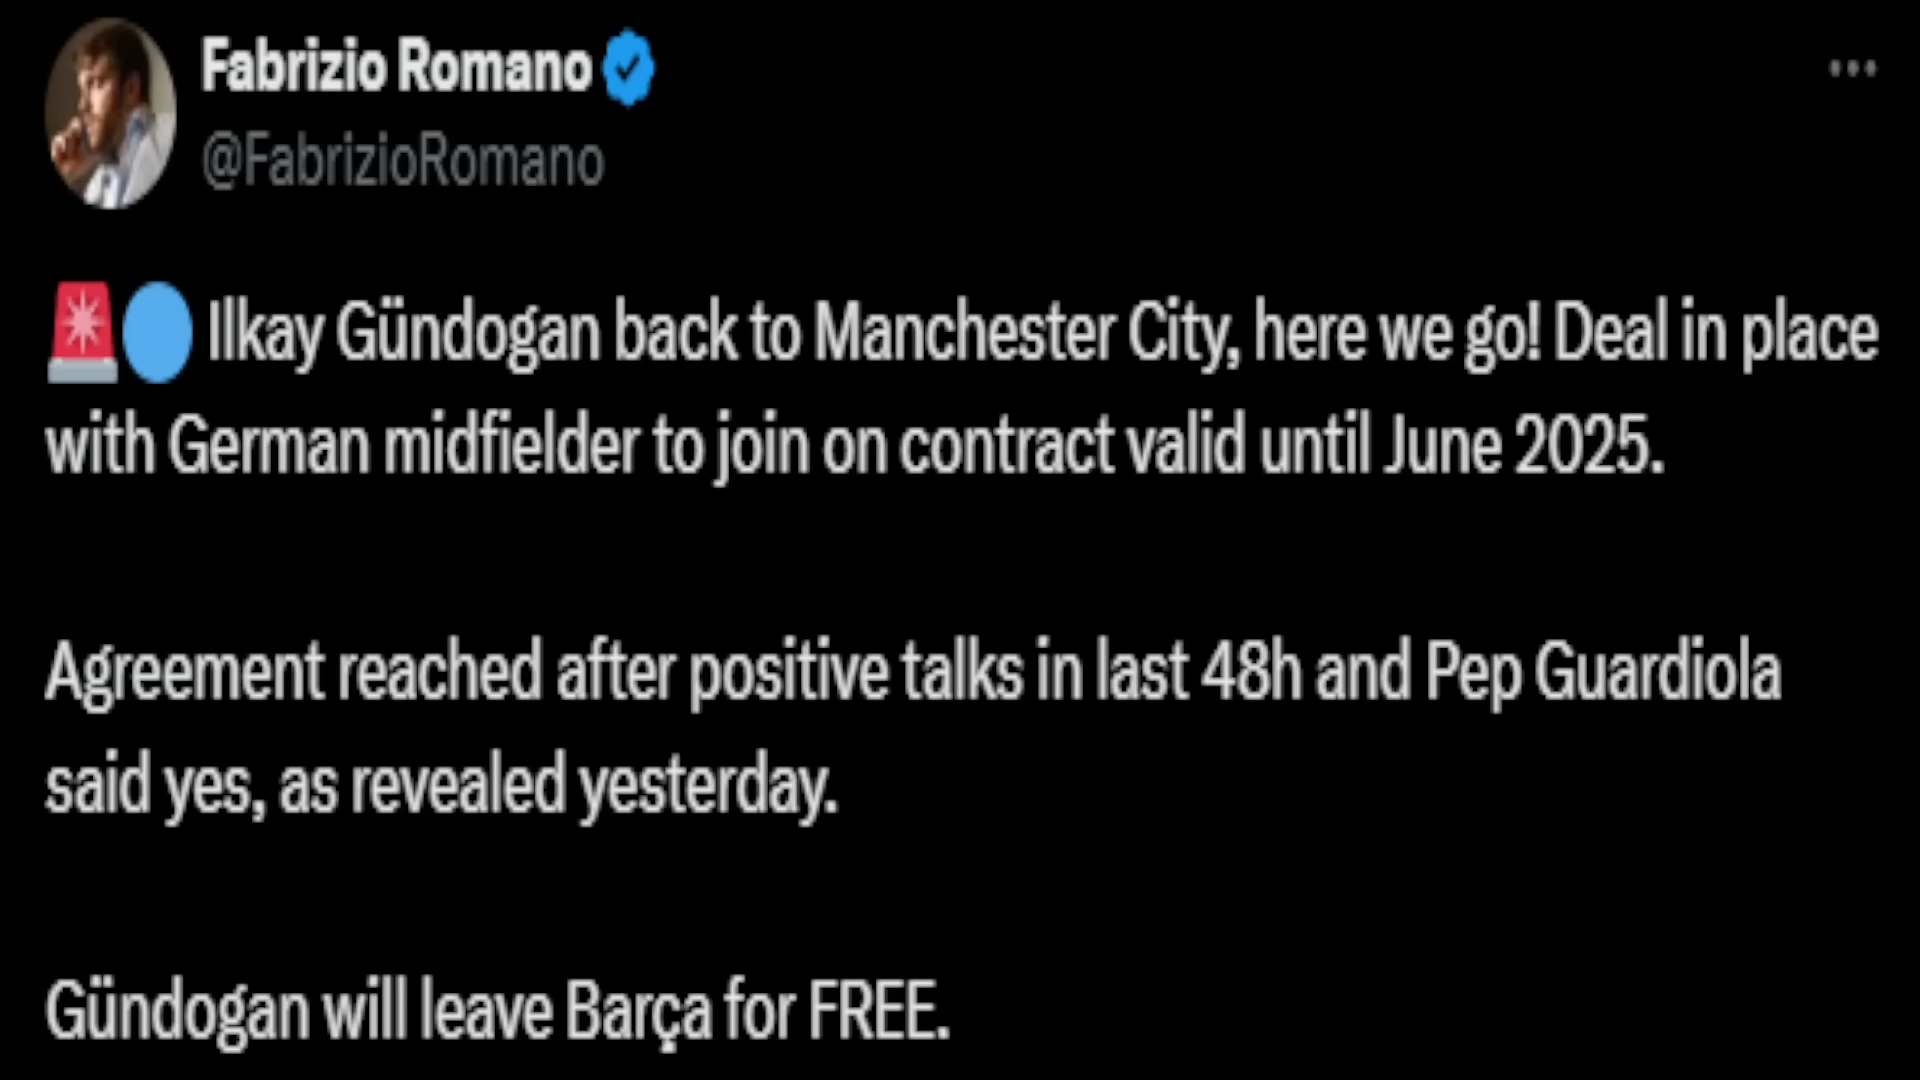 Fabrizio Romano
@FabrizioRomano
🚨🔵 Ilkay Gündogan back to Manchester City, here we go! Deal in place
with German midfielder to join on contract valid until June 2025.
Agreement reached after positive talks in last 48h and Pep Guardiola
said yes, as revealed yesterday.
Gündogan will leave Barça for FREE.